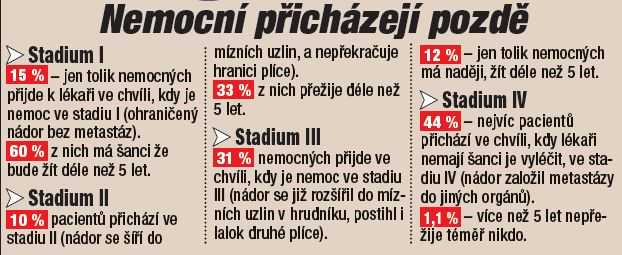 Nemocní přicházejí pozdě
Stadium I
15 % – jen tolik nemocných
přijde k lékaři ve chvíli, kdy je
nemoc ve stadiu I (ohraničený
nádor bez metastáz).
60 % z nich má šanci že
bude žít déle než 5 let.
Stadium II
10 % pacientů přichází ve
stadiu II (nádor se šíří do
mízních uzlin, a nepřekračuje
hranici plíce).
33 % z nich přežije déle než
5 let.
Stadium III
31 % nemocných přijde ve
chvíli, kdy je nemoc ve stadiu
III (nádor se již rozšířil do míz-
ních uzlin v hrudníku, postihl i
lalok druhé plíce).
12 % – jen tolik nemocných
má naději, žít déle než 5 let.
Stadium IV
44 % – nejvíc pacientů
přichází ve chvíli, kdy lékaři
nemají šanci je vyléčit, ve sta-
diu IV (nádor založil metastázy
do jiných orgánů).
1,1 % – více než 5 let nepře-
žije téměř nikdo.